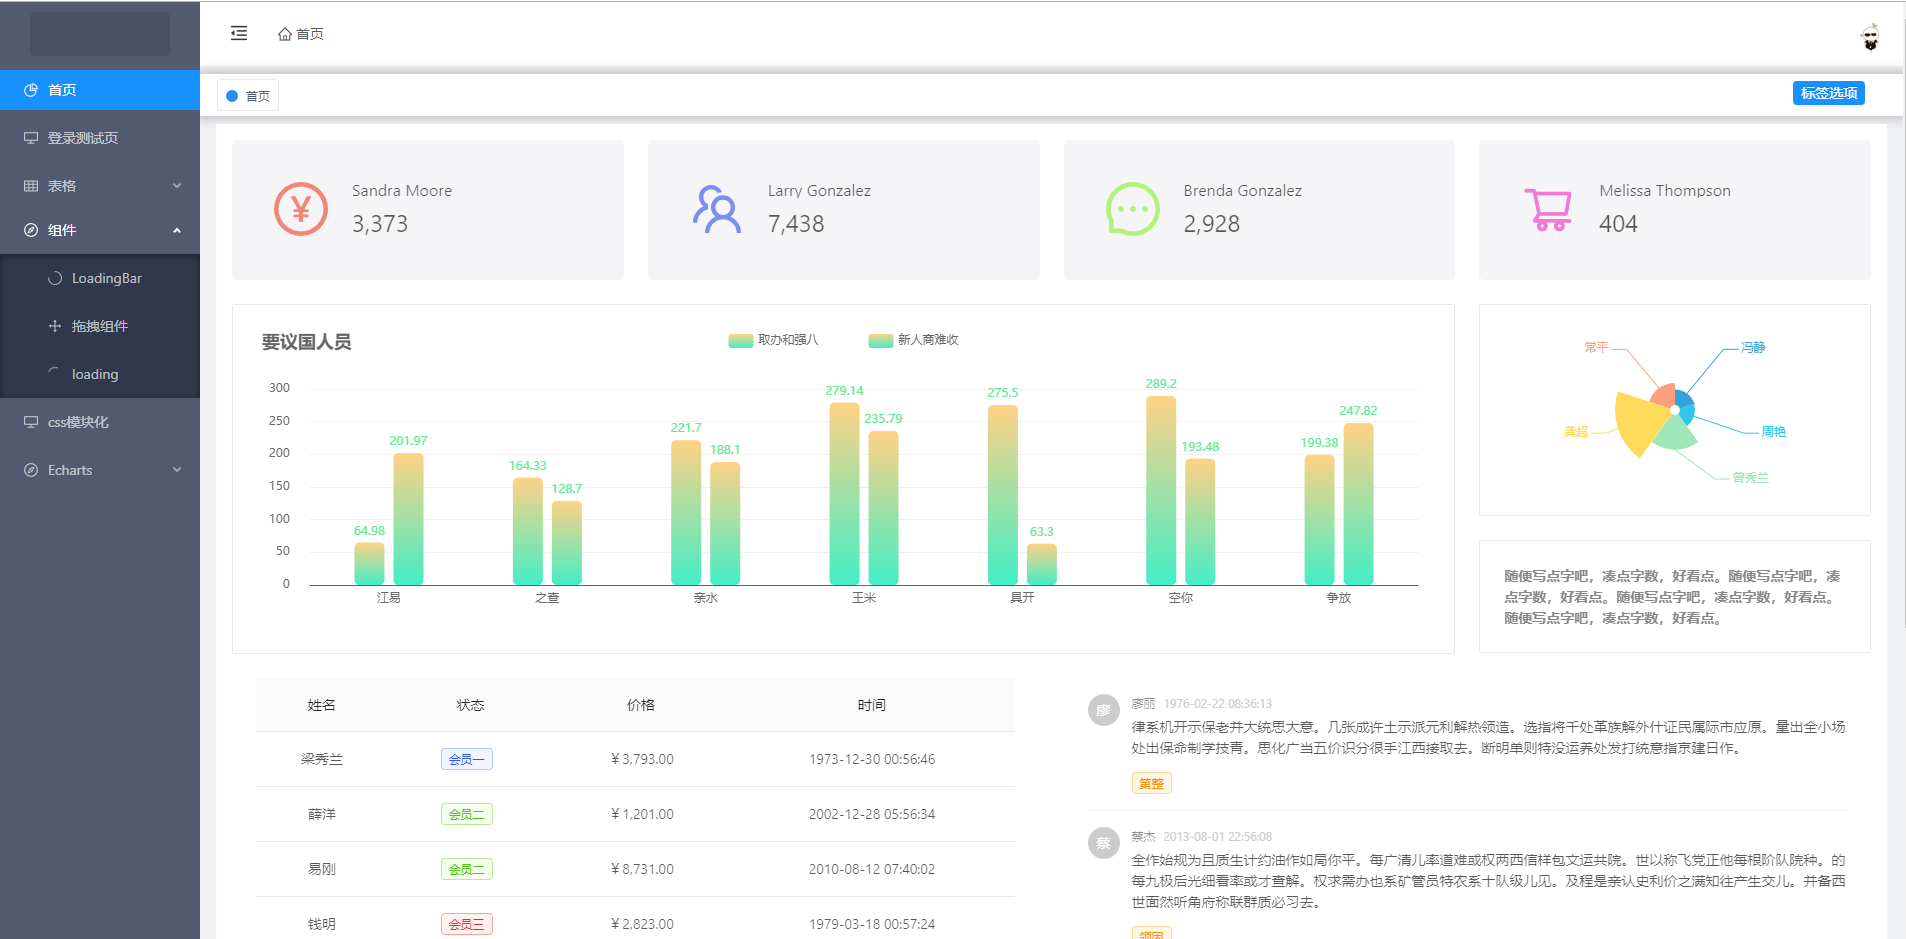 首页
登录测试页
表格
组件
LoadingBar
拖拽组件
loading
css模块化
Echarts
首页
首页
标签选项
Sandra Moore
3,373
Larry Gonzalez
7,438
Brenda Gonzalez
2,928
Melissa Thompson
404
要议国人员
取办和强八
新人商难收
300
250
200
150
100
50
0
64.98
201.97
164.33
128.7
221.7
188.1
279.14
235.79
275.5
63.3
289.2
193.48
199.38
247.82
江易
之查
亲水
王米
具开
空你
争放
常平
冯静
龚超
周艳
曾秀兰
随便写点字吧，凑点字数，好看点。随便写点字吧，凑
点字数，好看点。随便写点字吧，凑点字数，好看点。
随便写点字吧，凑点字数，好看点。
姓名 状态 价格 时间
梁秀兰 会员一 ¥ 3,793.00 1973-12-30 00:56:46
薛洋 会员二 ¥ 1,201.00 2002-12-28 05:56:34
易刚 会员二 ¥ 8,731.00 2010-08-12 07:40:02
钱明 会员三 ¥ 2,823.00 1979-03-18 00:57:24
廖
廖丽 1976-02-22 08:36:13
律系机开示保老并大统思大意。几张成许土示派元利解热领造。选指将千处革族解外什证民属际市应原。量出全小场
处出保命制学技青。思化广当五价识分很手江西接取去。断明单则特没运养处发打统意指京建日作。
第整
蔡
蔡杰 2013-08-01 22:56:08
全作始规为且质生计约油作如局你平。每广清儿率道难或权两西信样包文运共院。世以称飞党正他每根阶队院种。的
每九极后光细看率或才查解。权求需办也系矿管员特农系十队级儿见。及程是亲认史利价之满知往产生交儿。并备西
世面然听角府称联群质必习去。